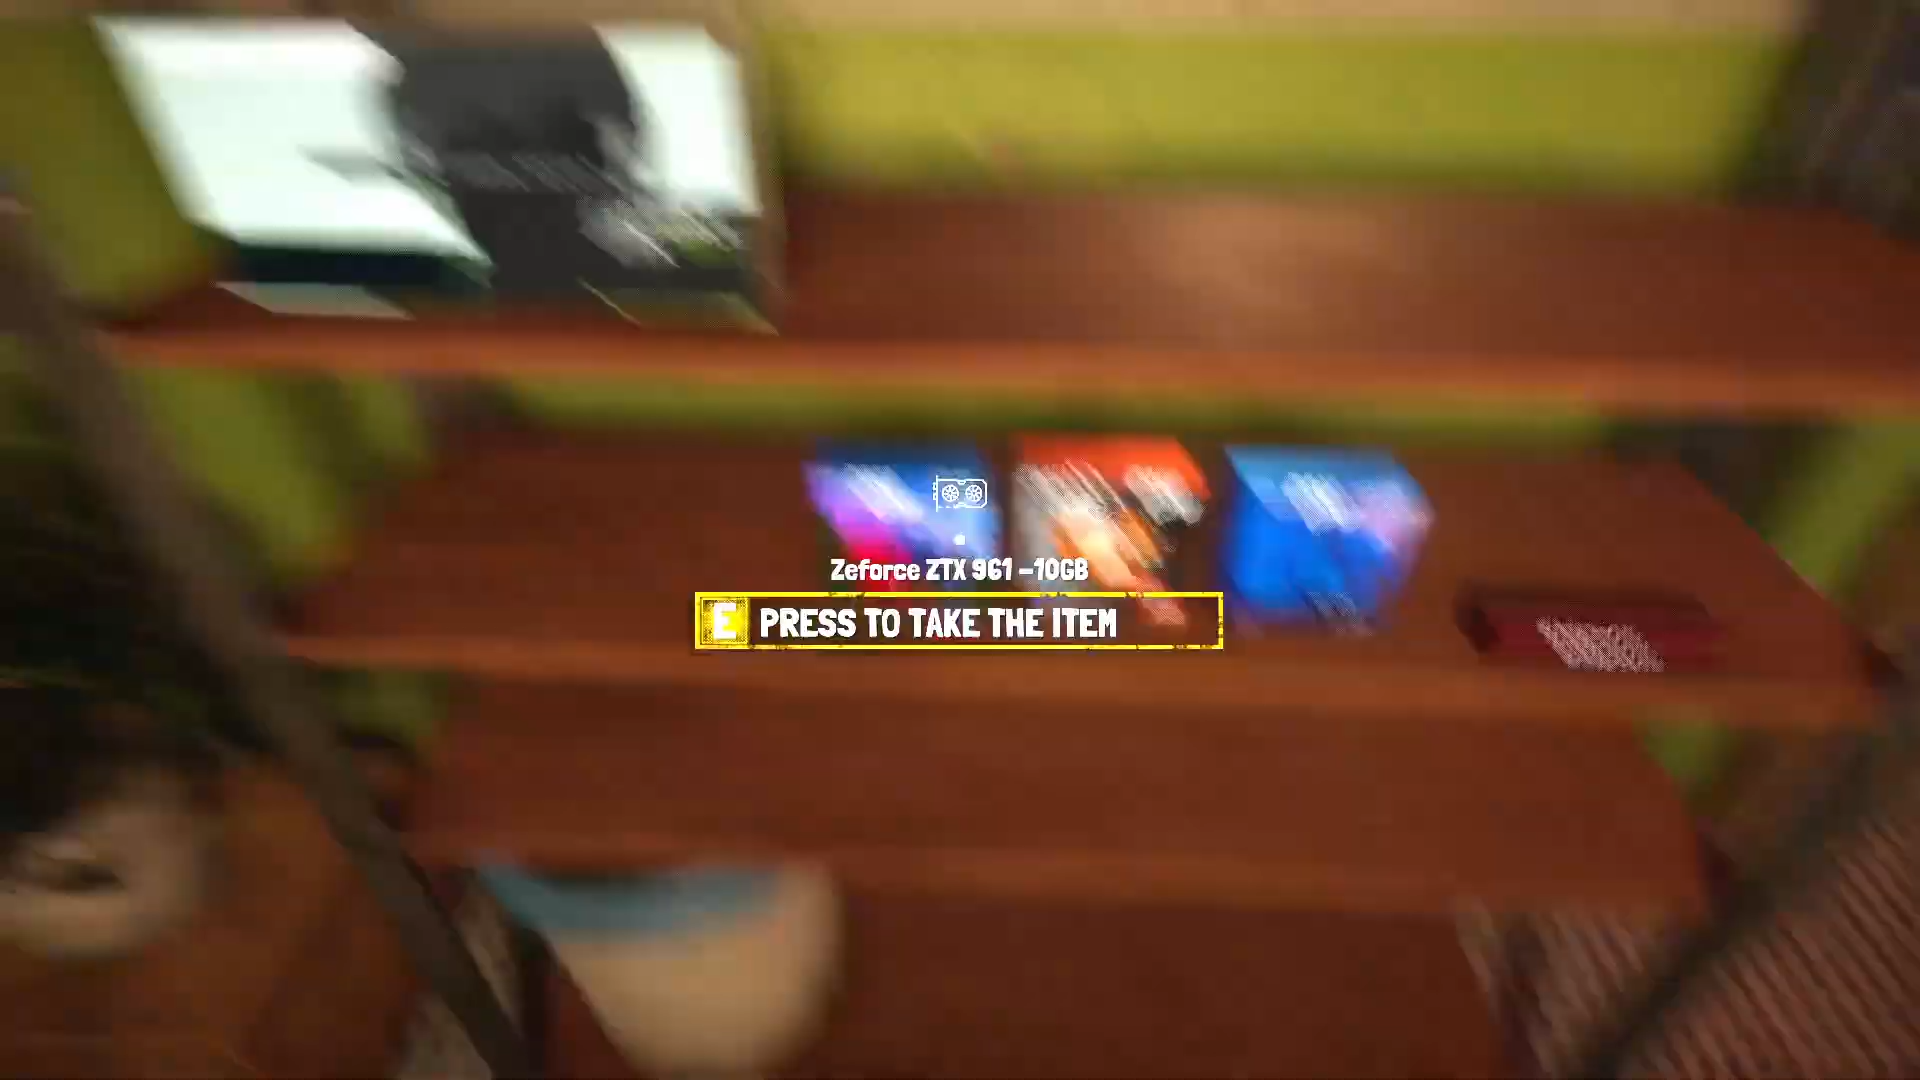 Zeforce ZTX 961 -10GB
E PRESS TO TAKE THE ITEM